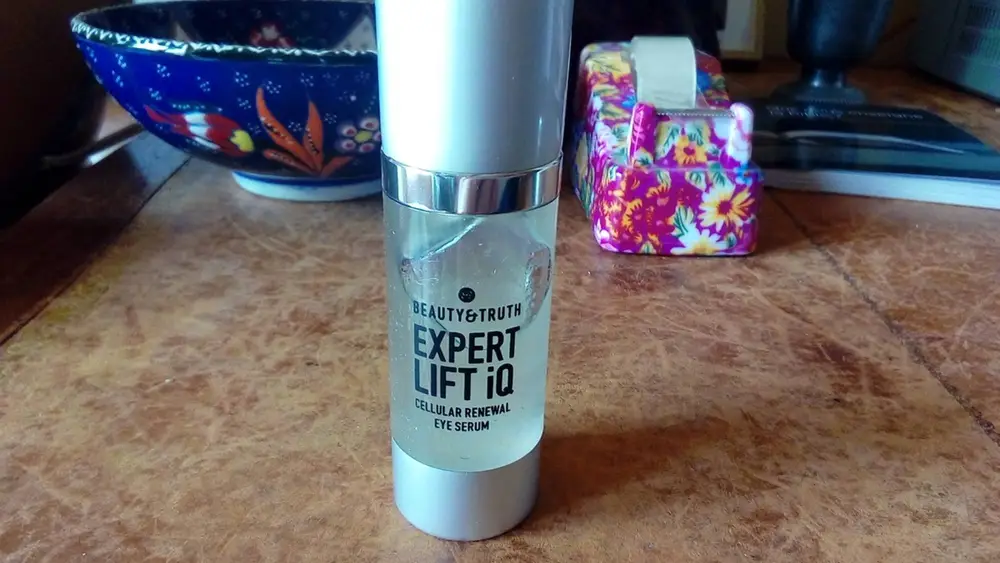 BEAUTY&TRUTH
EXPERT
LIFT iQ
CELLULAR RENEWAL
EYE SERUM